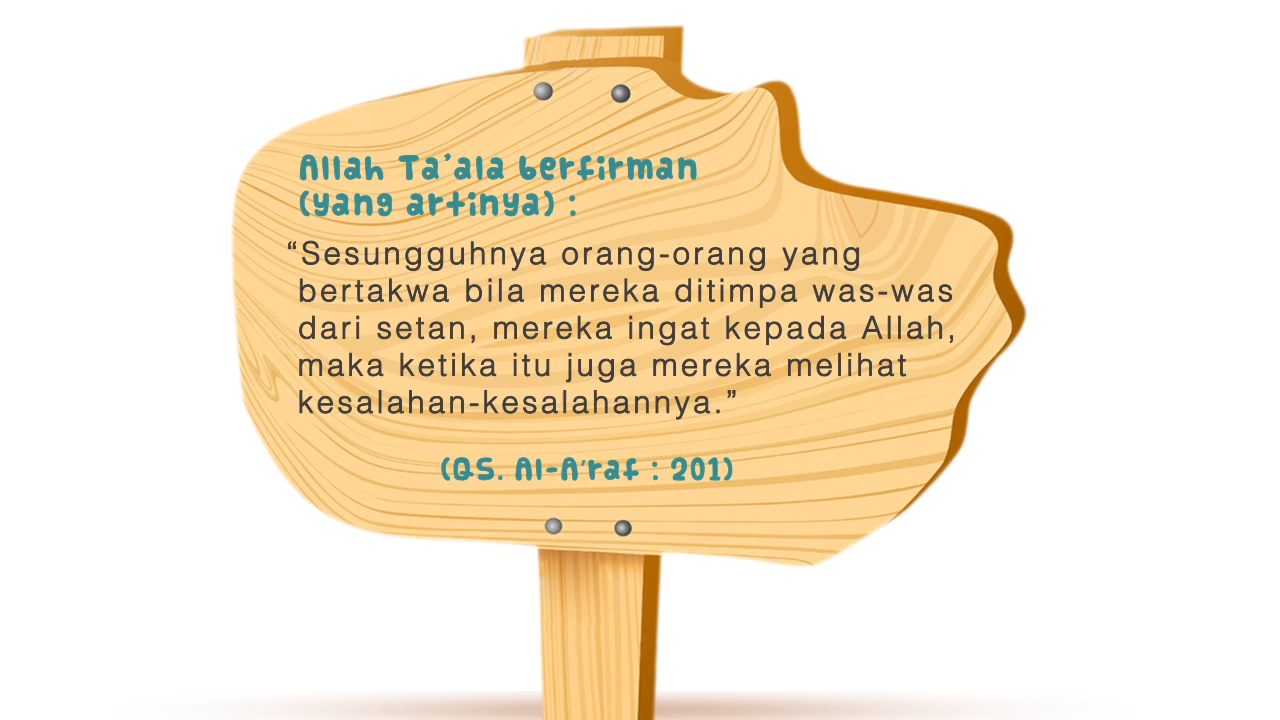 Allah Ta'ala berfirman
(yang artinya) :
“Sesungguhnya orang-orang yang
bertakwa bila mereka ditimpa was-was
dari setan, mereka ingat kepada Allah,
maka ketika itu juga mereka melihat
kesalahan-kesalahannya.”
(QS. Al-A'raf : 201)